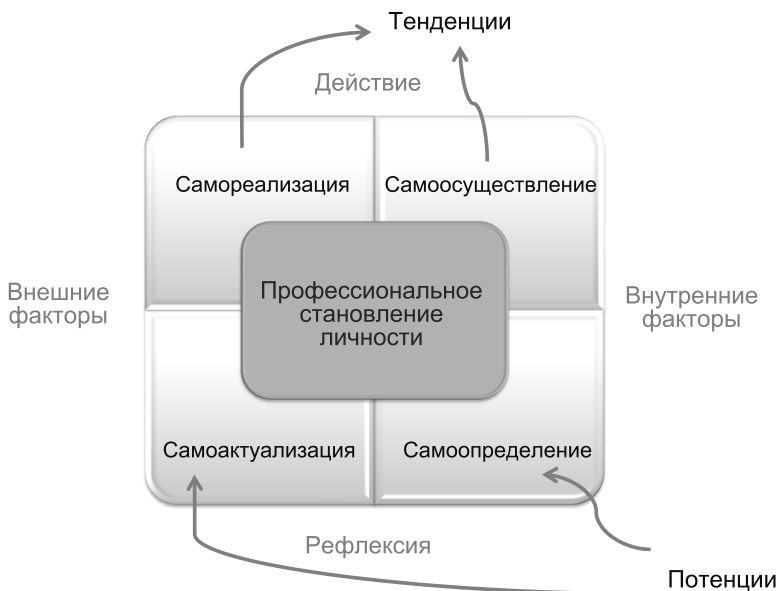 Тенденции
Действие
Самореализация
Самоосуществление
Внешние
факторы
Профессиональное
становление
личности
Внутренние
факторы
Самоактуализация
Самоопределение
Рефлексия
Потенции